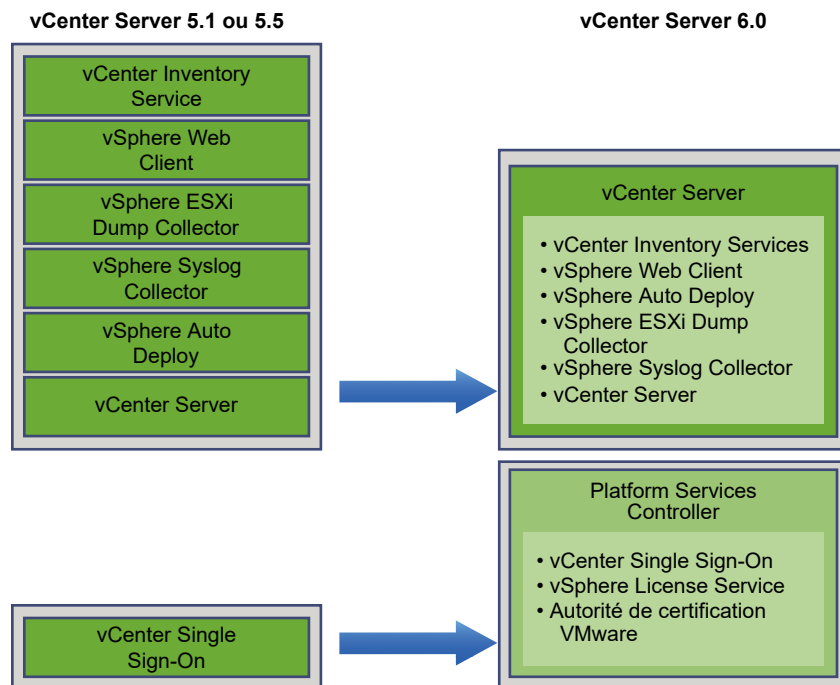 vCenter Server 5.1 ou 5.5
vCenter Inventory
Service
vSphere Web
Client
vSphere ESXi
Dump Collector
vSphere Syslog
Collector
vSphere Auto
Deploy
vCenter Server
vCenter Single
Sign-On
vCenter Server 6.0
vCenter Server
• vCenter Inventory Services
• vSphere Web Client
• vSphere Auto Deploy
• vSphere ESXi Dump
Collector
• vSphere Syslog Collector
• vCenter Server
Platform Services
Controller
• vCenter Single Sign-On
• vSphere License Service
• Autorité de certification
VMware